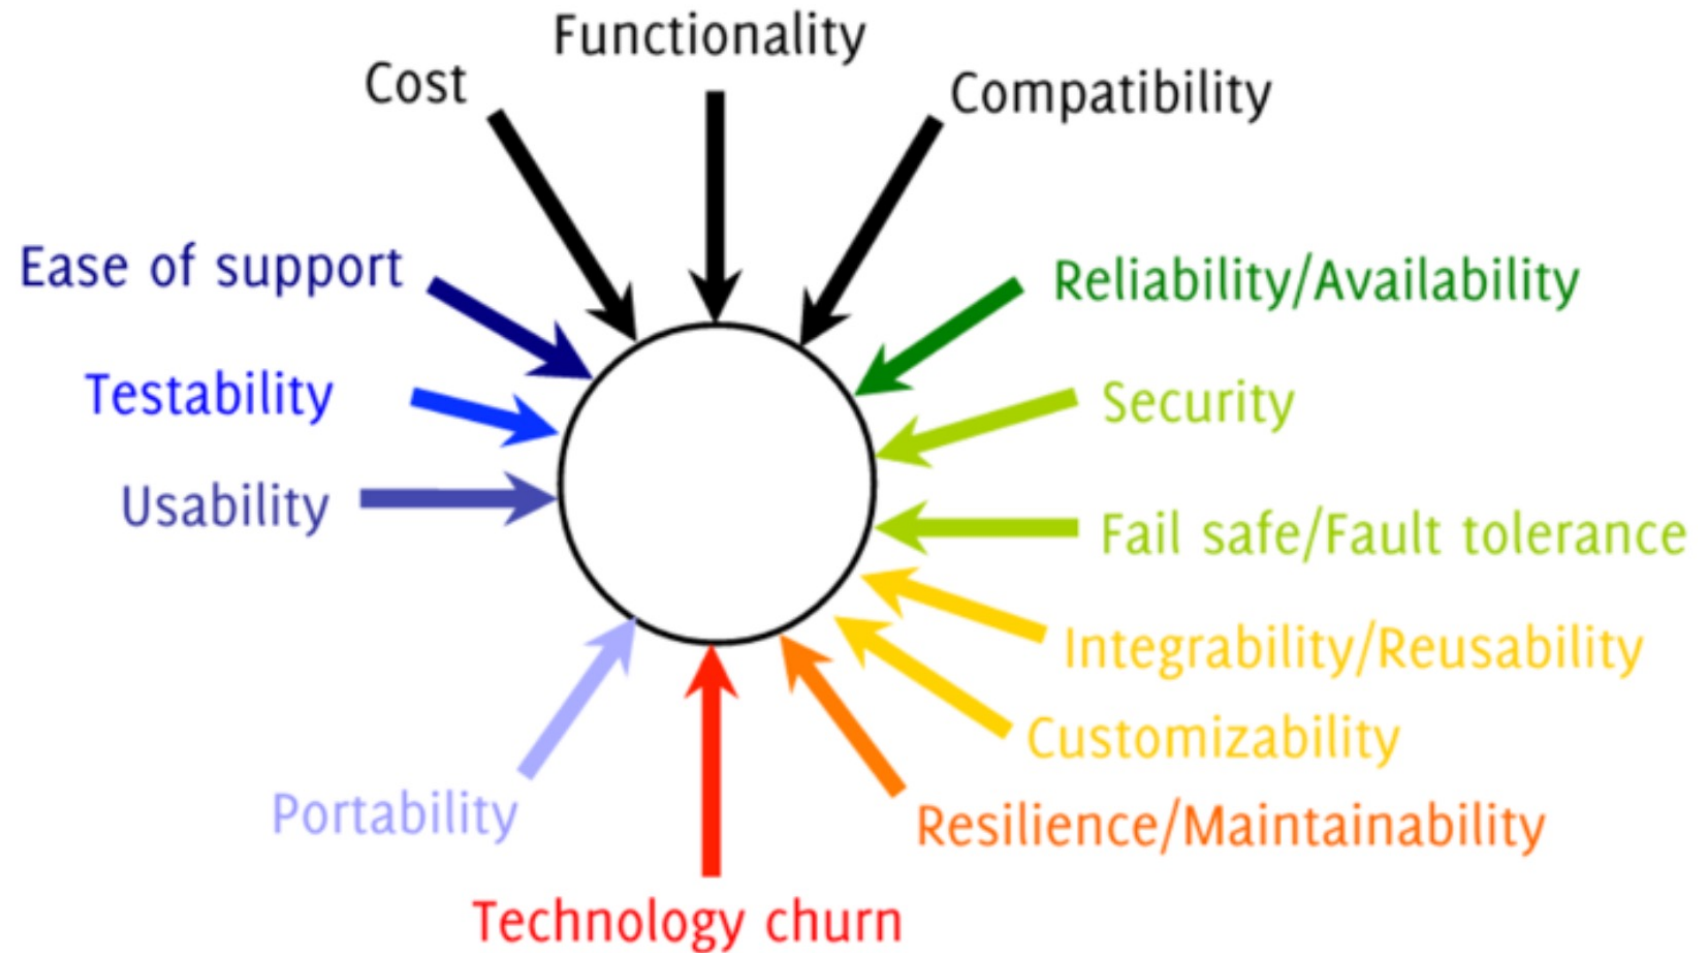 Functionality
Cost
Compatibility
Ease of support
Reliability/Availability
Testability
Security
Usability
Fail safe/Fault tolerance
Integrability/Reusability
Customizability
Portability
Resilience/Maintainability
Technology churn